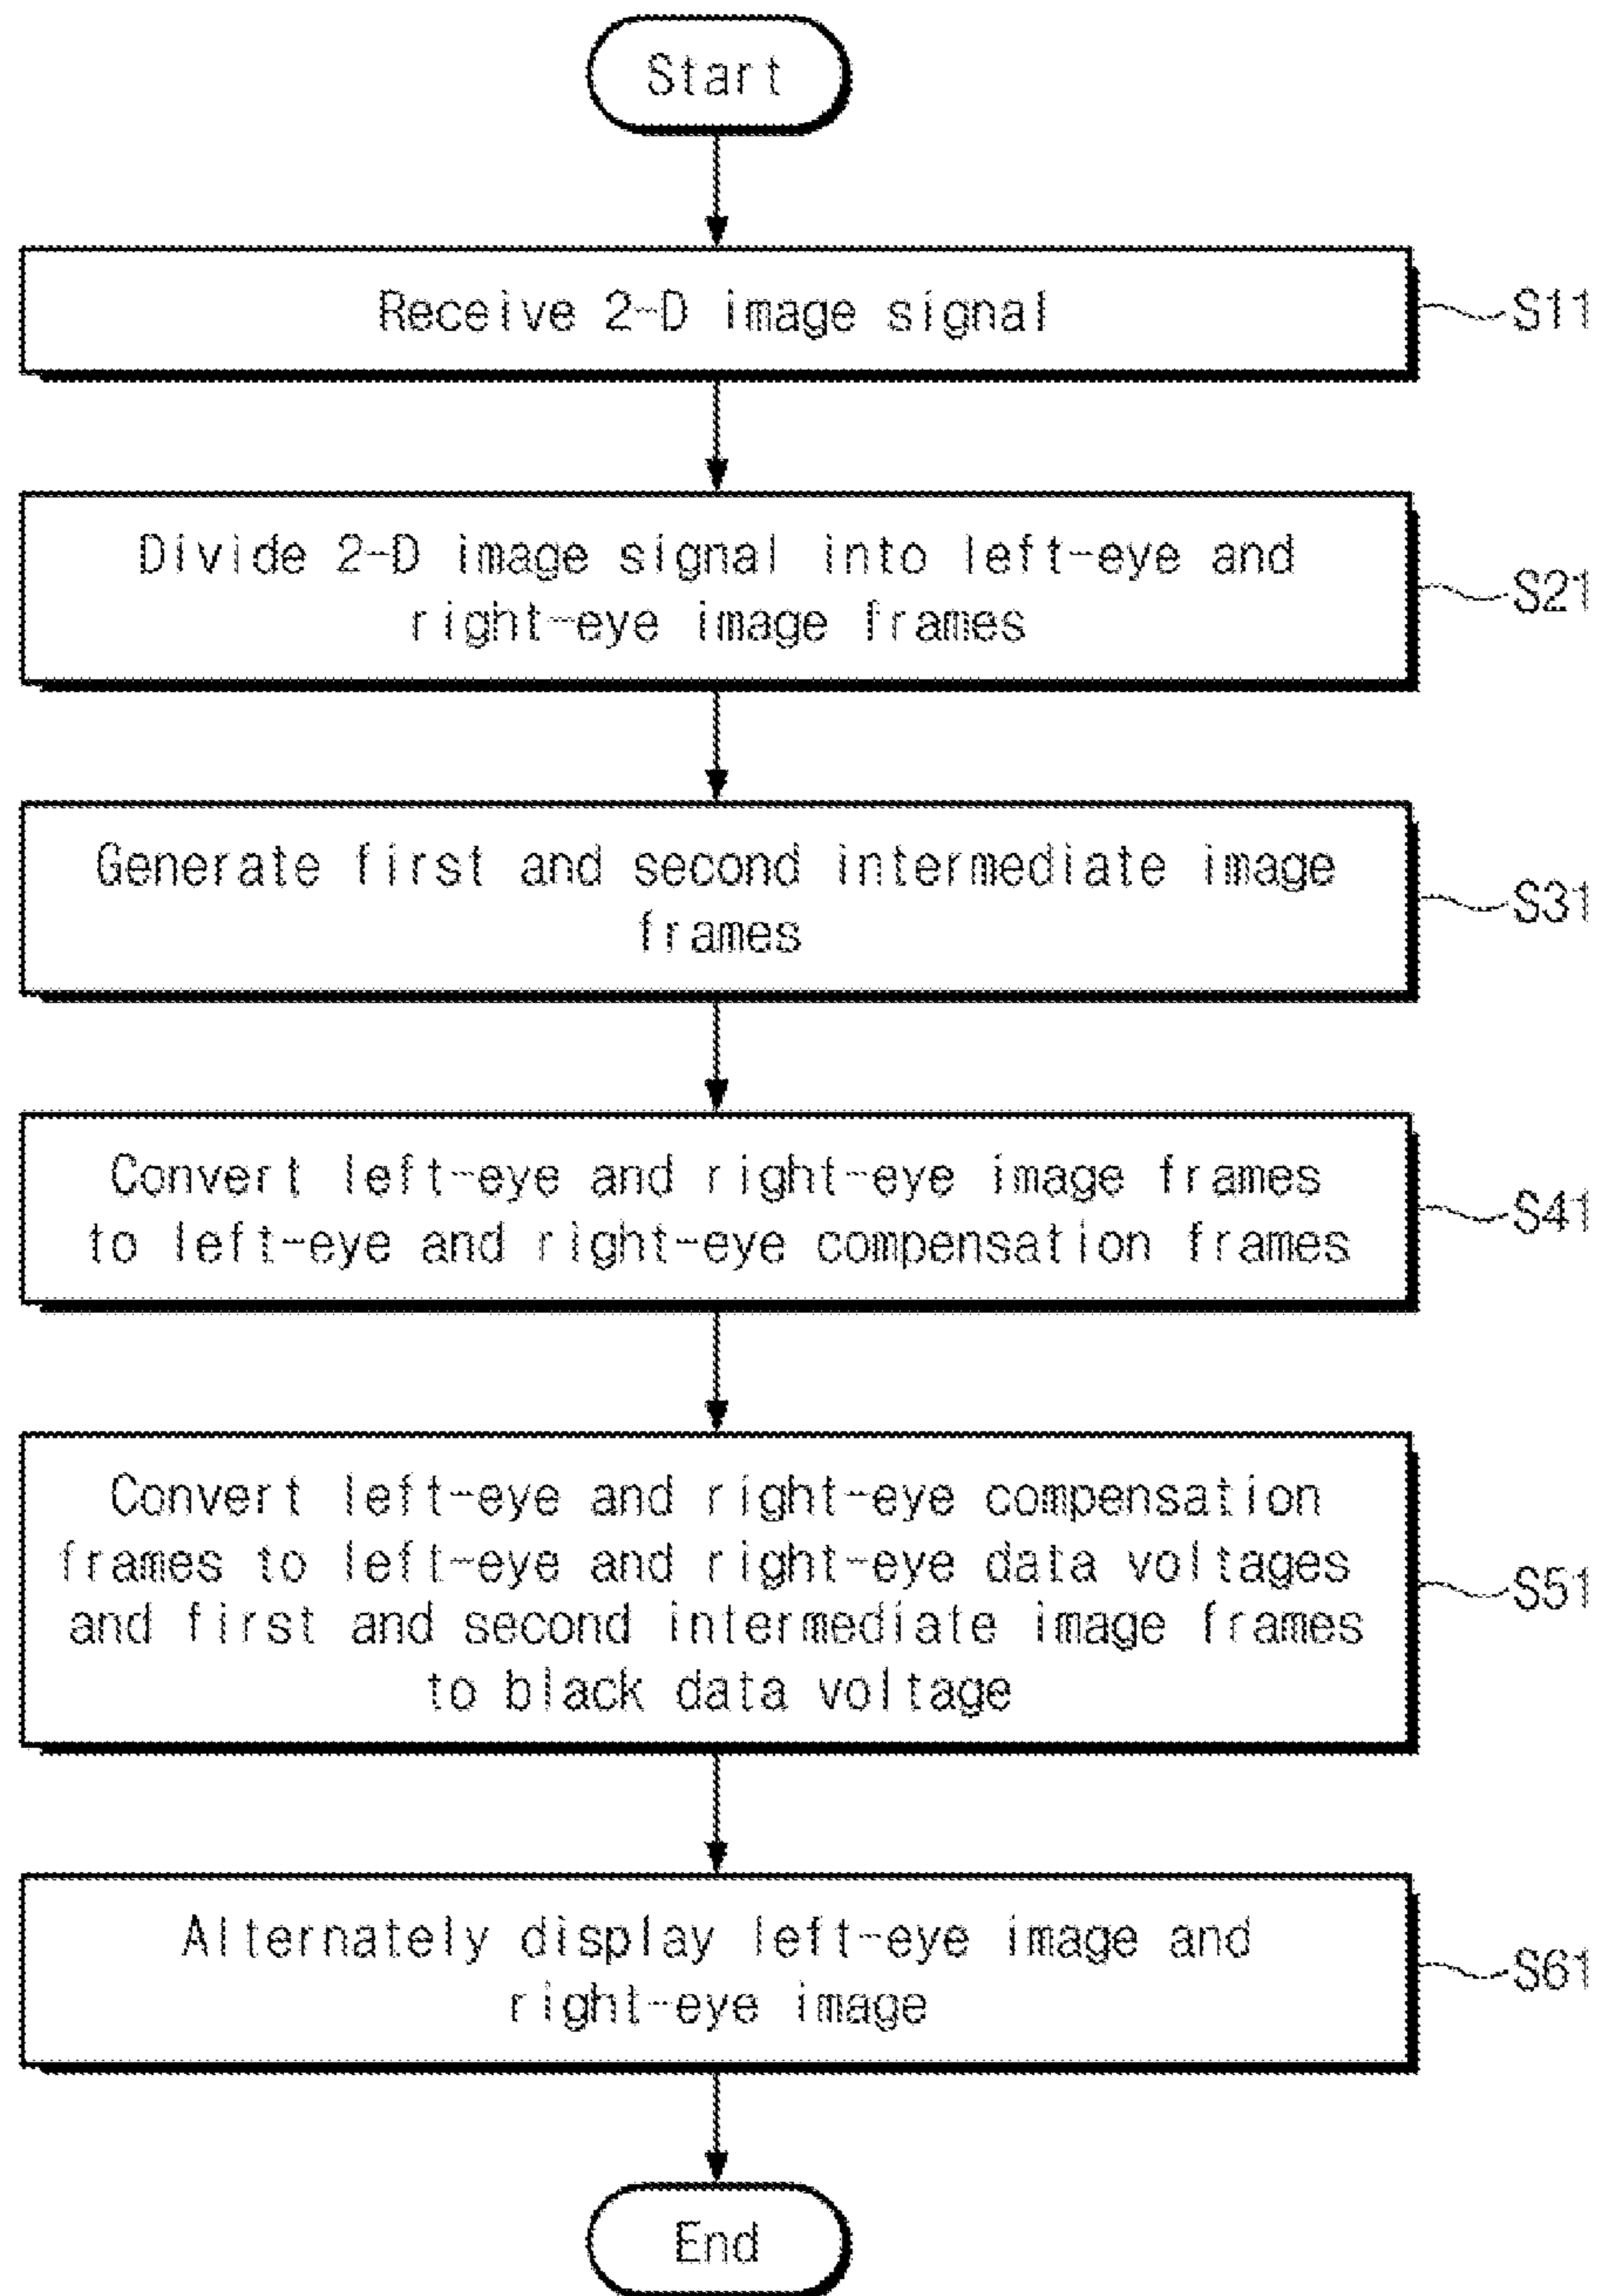 Start
Receive 2-D image signal
S11
Divide 2-D image signal into left-eye and
right-eye image frames
S21
Generate first and second intermediate image
frames
S31
Convert left-eye and right-eye image frames
to left-eye and right-eye compensation frames
S41
Convert left-eye and right-eye compensation
frames to left-eye and right-eye data voltages
and first and second intermediate image frames
to black data voltage
S51
Alternately display left-eye image and
right-eye image
S61
End